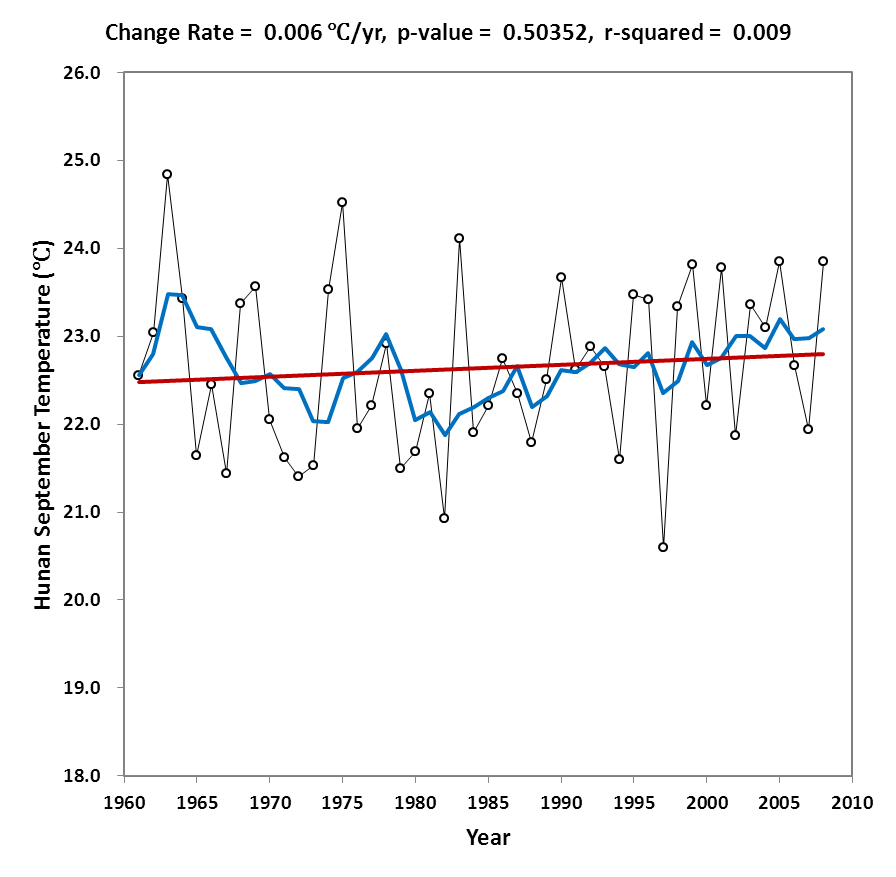 Change Rate = 0.006 ℃/yr, p-value = 0.50352, r-squared = 0.009
26.0
25.0
24.0
23.0
22.0
21.0
20.0
19.0
18.0
Hunan September Temperature (℃)
1960 1965 1970 1975 1980 1985 1990 1995 2000 2005 2010
Year